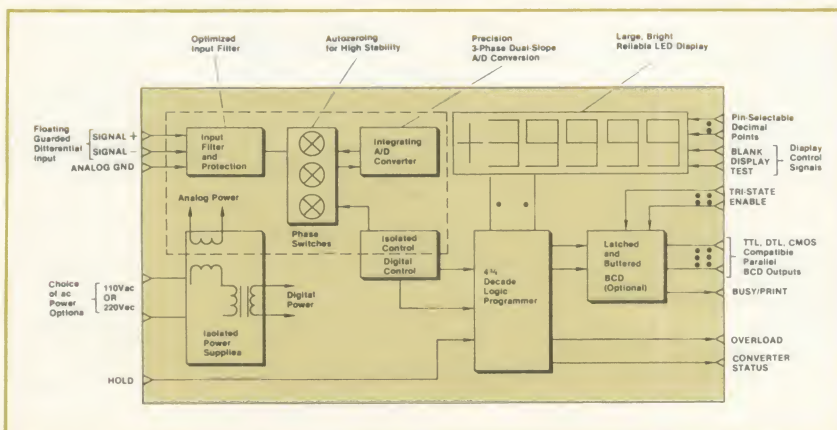 Optimized
Input Filter
Autozeroing
for High Stability
Precision
3-Phase Dual-Slope
A/D Conversion
Large, Bright
Reliable LED Display
Floating
Guarded
Differential
Input
SIGNAL +
SIGNAL −
ANALOG GND
Input
Filter
and
Protection
Phase
Switches
Integrating
A/D
Converter
Pin-Selectable
Decimal
Points
BLANK
DISPLAY
TEST
Display
Control
Signals
TRI-STATE
ENABLE
Analog Power
Isolated Control
Digital Control
4¾
Decade
Logic
Programmer
Latched
and
Buffered
BCD
(Optional)
TTL, DTL, CMOS
Compatible
Parallel
BCD Outputs
BUSY/PRINT
Choice
of ac
Power
Options
110Vac
OR
220Vac
Digital
Power
Isolated
Power
Supplies
OVERLOAD
CONVERTER
STATUS
HOLD